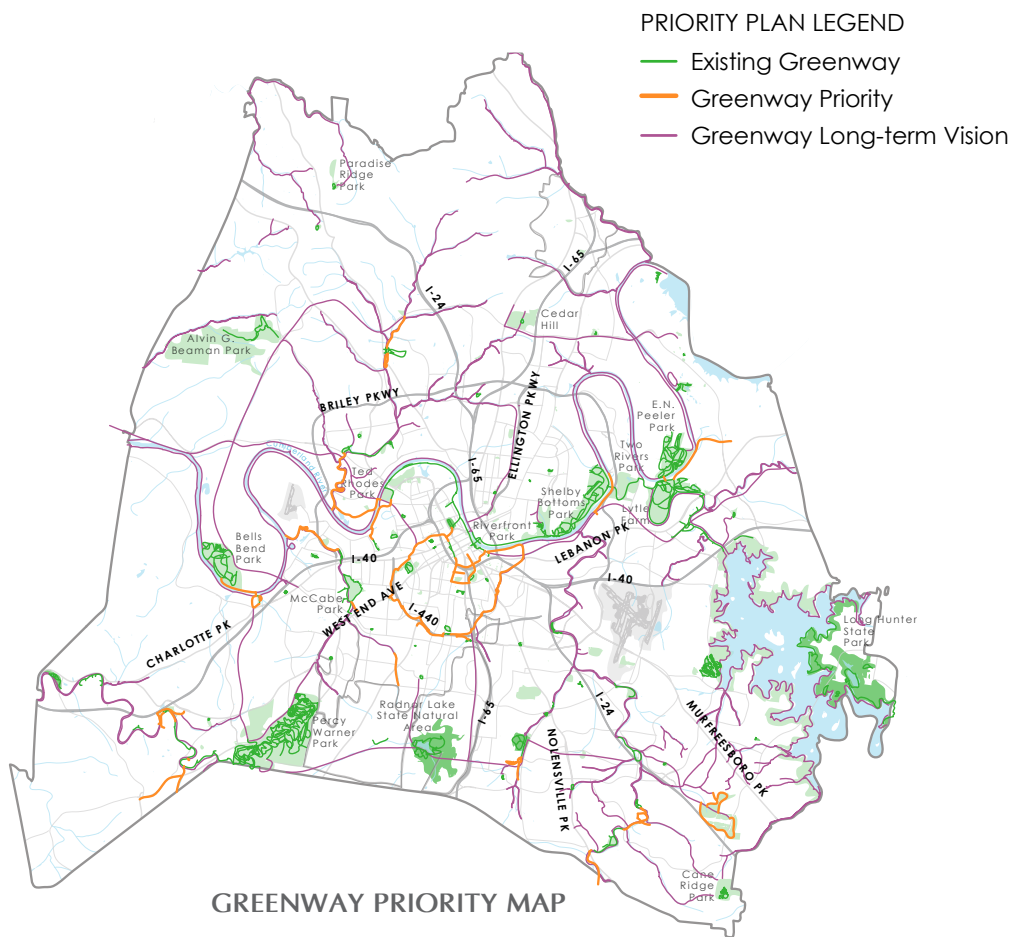 PRIORITY PLAN LEGEND
Existing Greenway
Greenway Priority
Greenway Long-term Vision
Paradise
Ridge
Park
I-65
I-24
Cedar
Hill
Alvin G.
Beaman Park
BRILEY PKWY
ELLINGTON PKWY
E.N.
Peeler
Park
Two
Rivers
Park
Cumberland River
Ted
Rhodes
Park
I-65
Shelby
Bottoms
Park
Lytle
Farm
Riverfront
Park
LEBANON PK
Bells
Bend
Park
I-40
I-40
McCabe
Park
WEST END AVE
I-440
CHARLOTTE PK
Long Hunter
State
Park
Radnor Lake
State Natural
Area
Percy
Warner
Park
I-65
I-24
MURFREESBORO PK
NOLENSVILLE PK
Cane
Ridge
Park
GREENWAY PRIORITY MAP